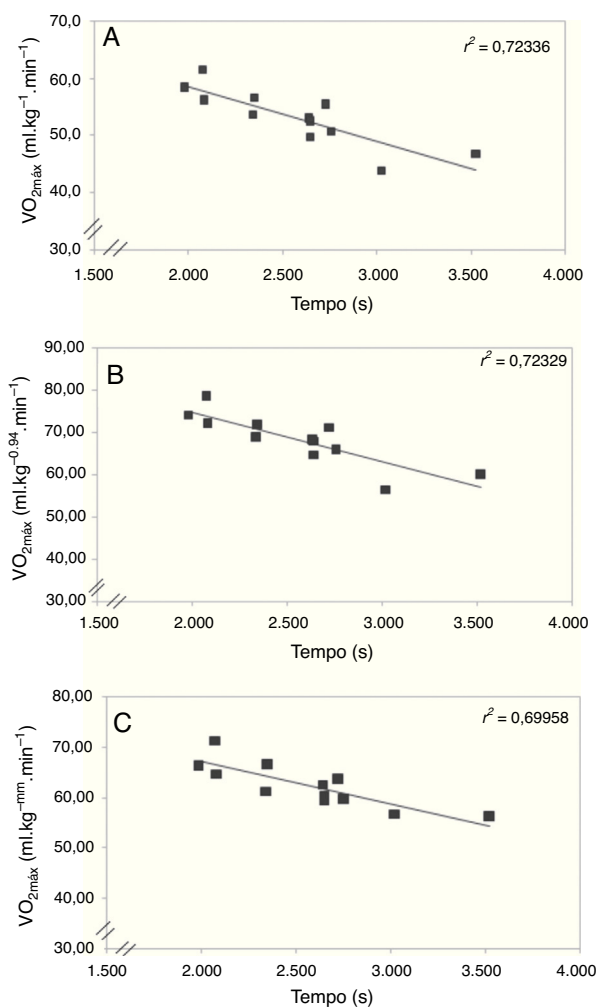 A
r² = 0,72336
VO₂máx (ml.kg⁻¹.min⁻¹)
70,0
60,0
50,0
40,0
30,0
1.500 2.000 2.500 3.000 3.500 4.000
Tempo (s)
B
r² = 0,72329
VO₂máx (ml.kg⁻⁰·⁹⁴.min⁻¹)
90,00
80,00
70,00
60,00
50,00
40,00
30,00
1.500 2.000 2.500 3.000 3.500 4.000
Tempo (s)
C
r² = 0,69958
VO₂máx (ml.kg⁻ᵐᵐ.min⁻¹)
80,00
70,00
60,00
50,00
40,00
30,00
1.500 2.000 2.500 3.000 3.500 4.000
Tempo (s)